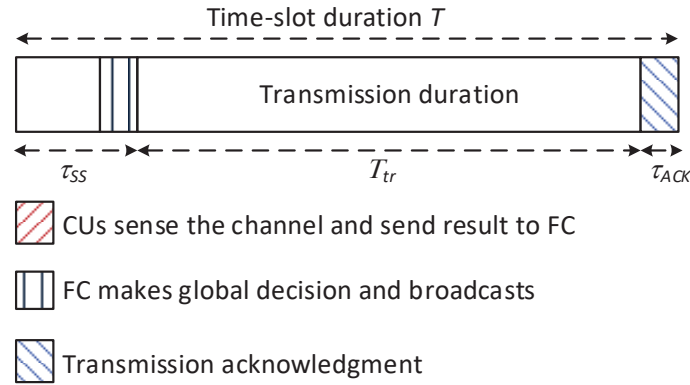 Time-slot duration T
Transmission duration
τSS
Ttr
τACK
CUs sense the channel and send result to FC
FC makes global decision and broadcasts
Transmission acknowledgment